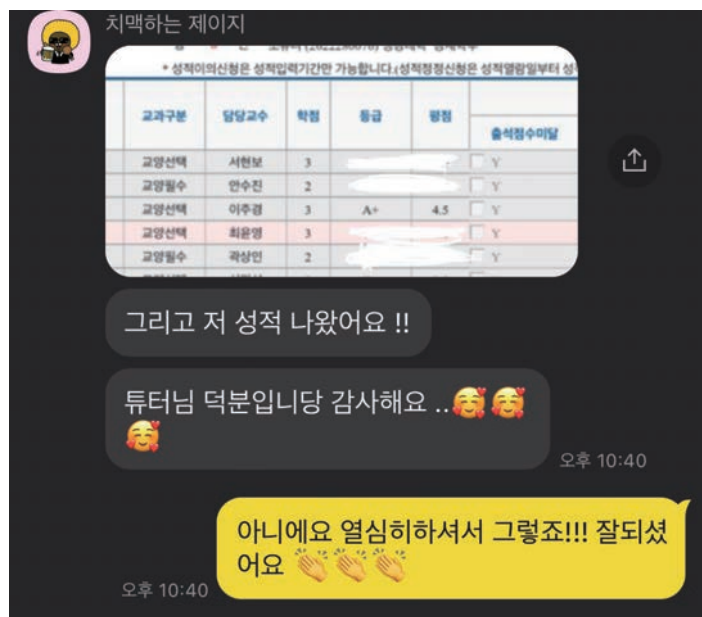 치맥하는 제이지
* 성적이의신청은 성적입력기간만 가능합니다.(성적정정신청은 성적열람일부터 성
교과구분 담당교수 학점 등급 평점
출석점수미달
교양선택 서현보 3 Y
교양필수 안수진 2 Y
교양선택 이주경 3 A+ 4.5 Y
교양선택 최윤영 3 Y
교양필수 곽상인 2 Y
그리고 저 성적 나왔어요 !!
튜터님 덕분입니당 감사해요 ..🥰🥰
🥰
오후 10:40
아니에요 열심히하셔서 그렇죠!!! 잘되셨
어요 👏👏👏
오후 10:40